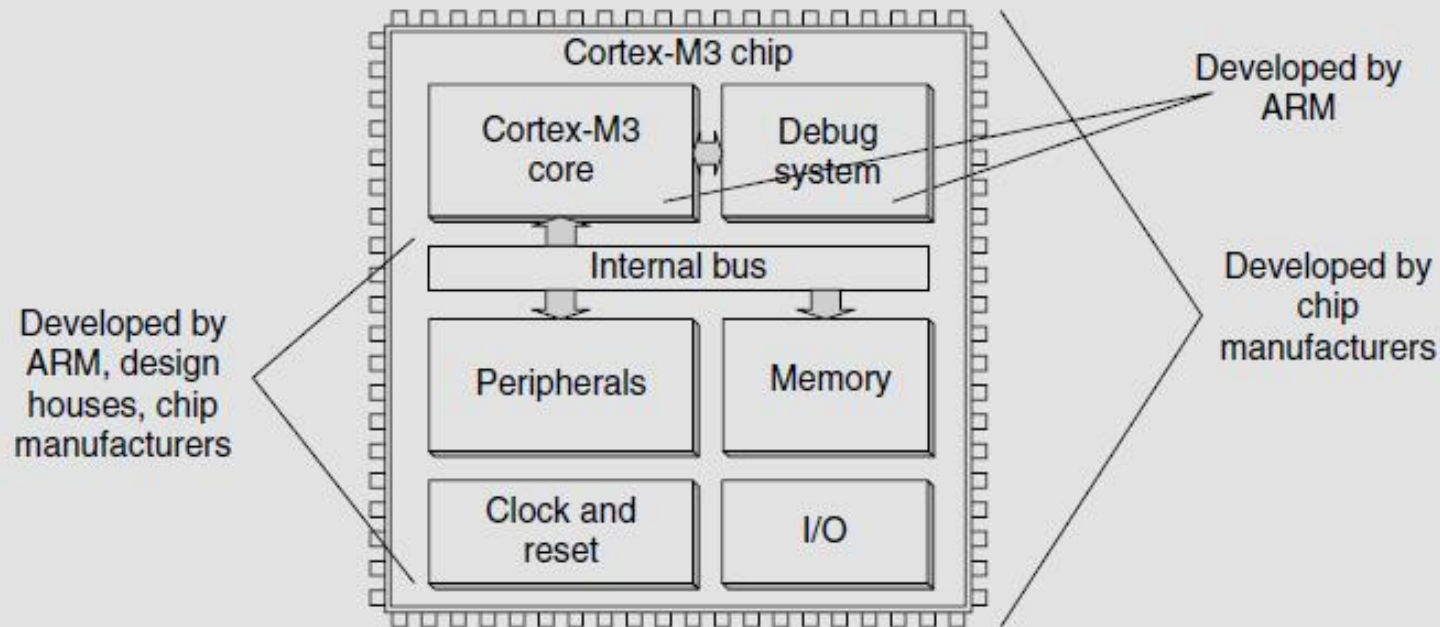 Cortex-M3 chip
Cortex-M3
core
Debug
system
Developed by
ARM
Internal bus
Developed by
ARM, design
houses, chip
manufacturers
Developed by
chip
manufacturers
Peripherals
Memory
Clock and
reset
I/O